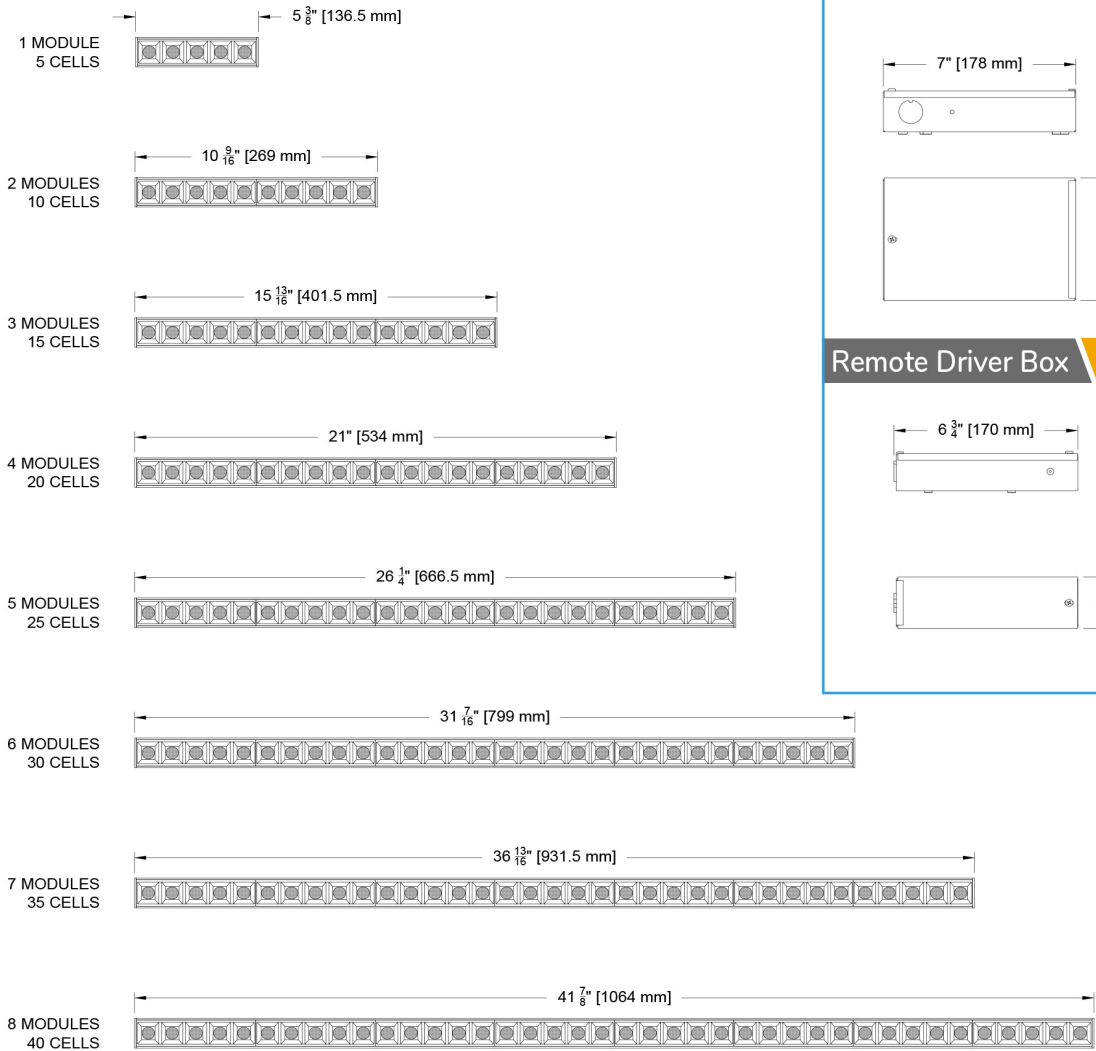 5 3/8" [136.5 mm]
1 MODULE
5 CELLS
10 9/16" [269 mm]
2 MODULES
10 CELLS
15 13/16" [401.5 mm]
3 MODULES
15 CELLS
21" [534 mm]
4 MODULES
20 CELLS
26 1/4" [666.5 mm]
5 MODULES
25 CELLS
31 7/16" [799 mm]
6 MODULES
30 CELLS
36 13/16" [931.5 mm]
7 MODULES
35 CELLS
41 7/8" [1064 mm]
8 MODULES
40 CELLS
7" [178 mm]
Remote Driver Box
6 3/4" [170 mm]